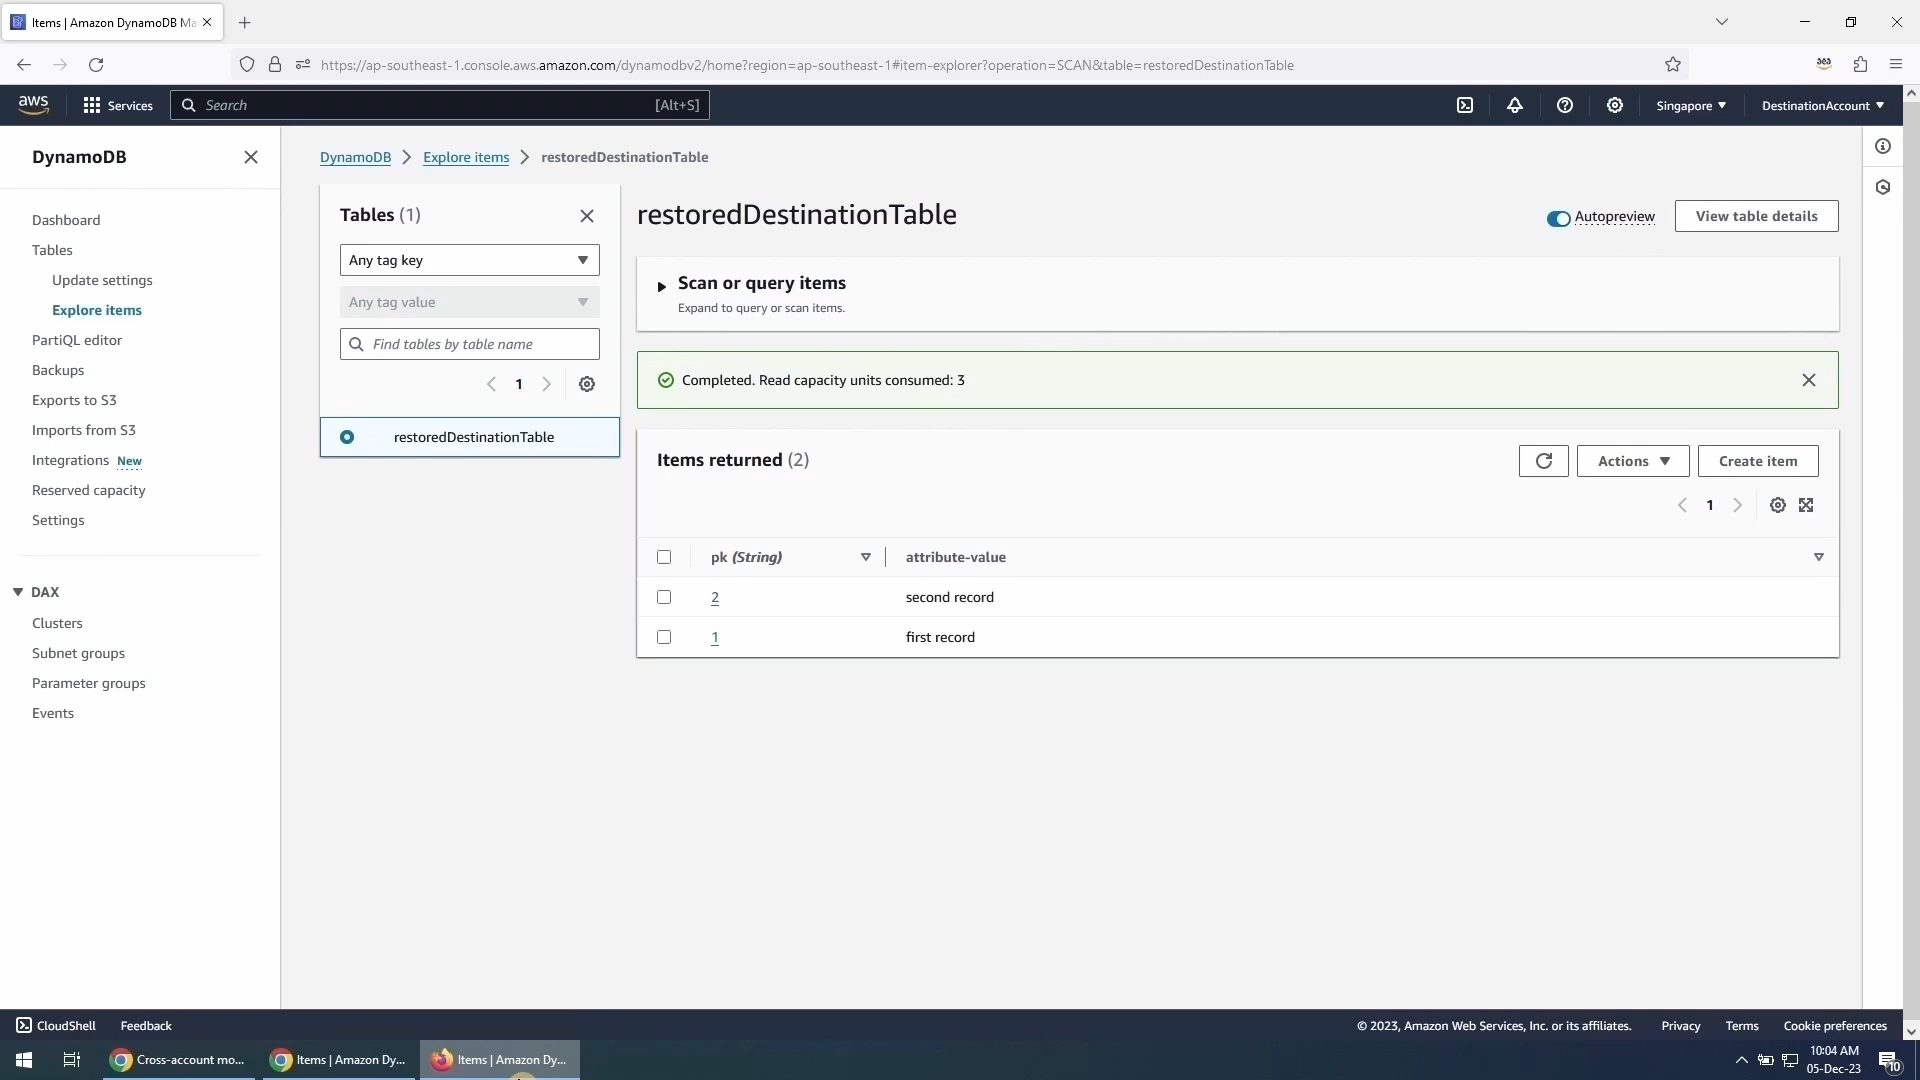 Items | Amazon DynamoDB Ma
https://ap-southeast-1.console.aws.amazon.com/dynamodbv2/home?region=ap-southeast-1#item-explorer?operation=SCAN&table=restoredDestinationTable
aws
Services
Search
[Alt+S]
Singapore
DestinationAccount
DynamoDB
Dashboard
Tables
Update settings
Explore items
PartiQL editor
Backups
Exports to S3
Imports from S3
Integrations New
Reserved capacity
Settings
DAX
Clusters
Subnet groups
Parameter groups
Events
DynamoDB
Explore items
restoredDestinationTable
Tables (1)
Any tag key
Any tag value
Find tables by table name
1
restoredDestinationTable
restoredDestinationTable
Autopreview
View table details
Scan or query items
Expand to query or scan items.
Completed. Read capacity units consumed: 3
Items returned (2)
Actions
Create item
1
pk (String)
attribute-value
2
second record
1
first record
CloudShell
Feedback
© 2023, Amazon Web Services, Inc. or its affiliates.
Privacy
Terms
Cookie preferences
Cross-account mo...
Items | Amazon Dy...
Items | Amazon Dy...
10:04 AM
05-Dec-23
10